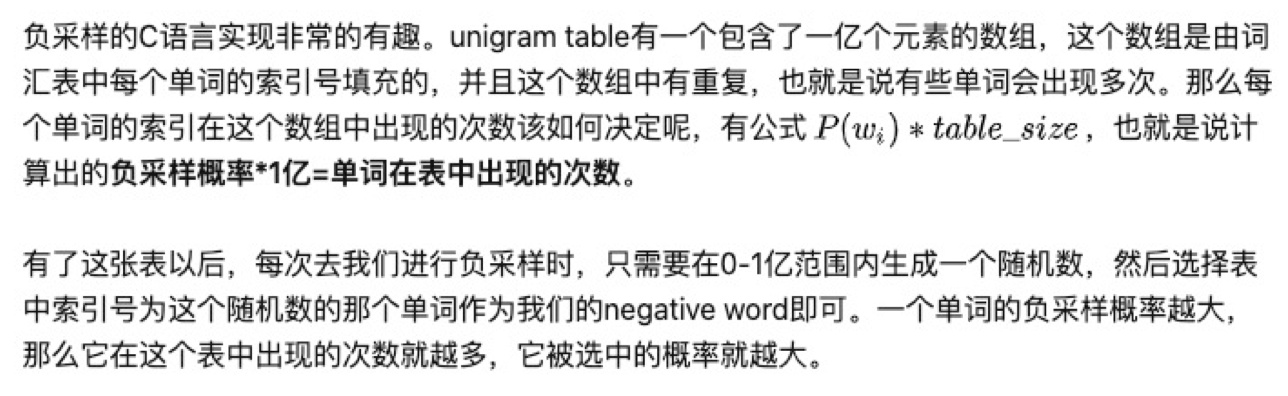 负采样的C语言实现非常的有趣。unigram table有一个包含了一亿个元素的数组，这个数组是由词
汇表中每个单词的索引号填充的，并且这个数组中有重复，也就是说有些单词会出现多次。那么每
个单词的索引在这个数组中出现的次数该如何决定呢，有公式 P(w_i) * table_size ，也就是说计
算出的负采样概率*1亿=单词在表中出现的次数。
有了这张表以后，每次去我们进行负采样时，只需要在0-1亿范围内生成一个随机数，然后选择表
中索引号为这个随机数的那个单词作为我们的negative word即可。一个单词的负采样概率越大，
那么它在这个表中出现的次数就越多，它被选中的概率就越大。